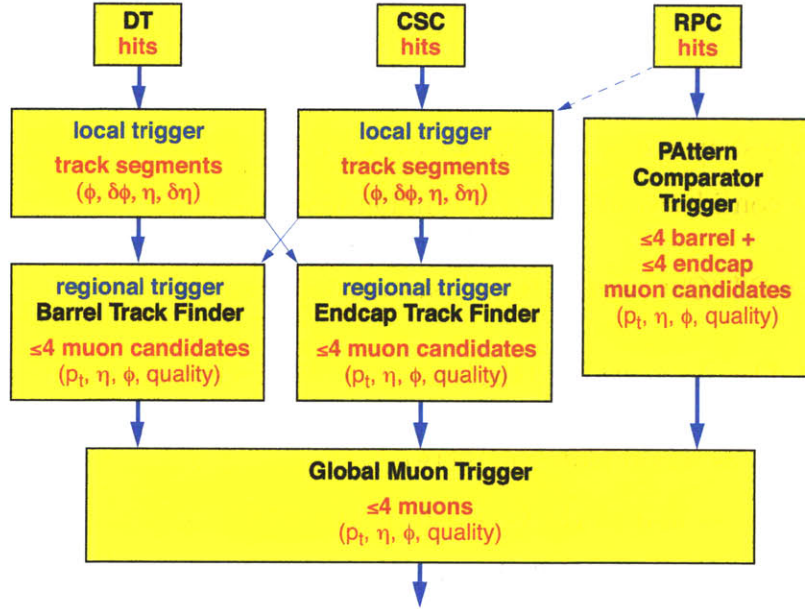 DT
hits
CSC
hits
RPC
hits
local trigger
track segments
(ϕ, δϕ, η, δη)
local trigger
track segments
(ϕ, δϕ, η, δη)
PAttern
Comparator
Trigger
≤4 barrel +
≤4 endcap
muon candidates
(pt, η, ϕ, quality)
regional trigger
Barrel Track Finder
≤4 muon candidates
(pt, η, ϕ, quality)
regional trigger
Endcap Track Finder
≤4 muon candidates
(pt, η, ϕ, quality)
Global Muon Trigger
≤4 muons
(pt, η, ϕ, quality)